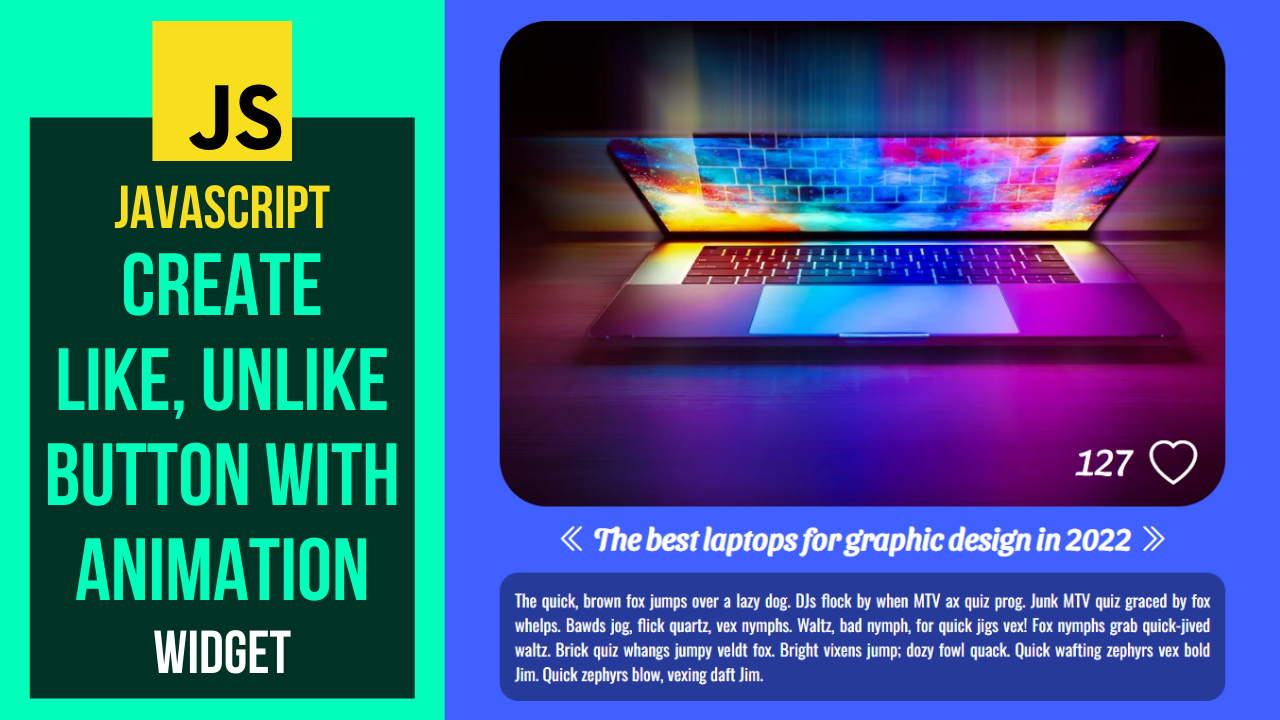 JS
JAVASCRIPT
CREATE
LIKE, UNLIKE
BUTTON WITH
ANIMATION
WIDGET
127
« The best laptops for graphic design in 2022 »
The quick, brown fox jumps over a lazy dog. DJs flock by when MTV ax quiz prog. Junk MTV quiz graced by fox
whelps. Bawds jog, flick quartz, vex nymphs. Waltz, bad nymph, for quick jigs vex! Fox nymphs grab quick-jived
waltz. Brick quiz whangs jumpy veldt fox. Bright vixens jump; dozy fowl quack. Quick wafting zephyrs vex bold
Jim. Quick zephyrs blow, vexing daft Jim.